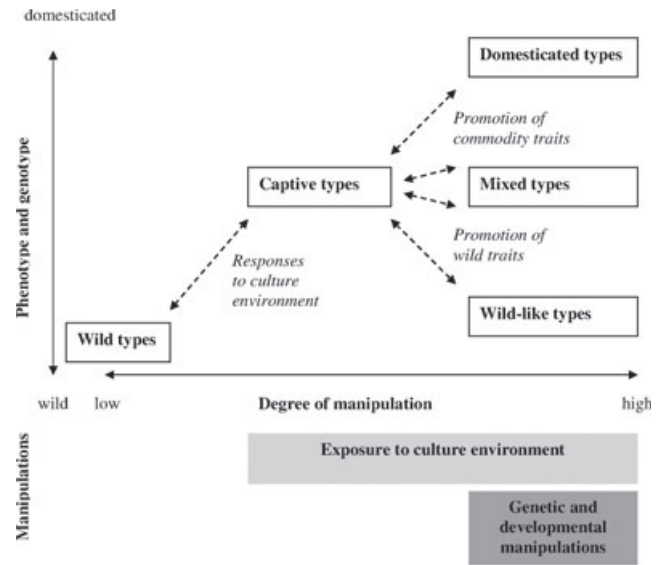 domesticated
Domesticated types
Promotion of
commodity traits
Phenotype and genotype
Captive types
Mixed types
Responses
to culture
environment
Promotion of
wild traits
Wild types
Wild-like types
wild
low
Degree of manipulation
high
Manipulations
Exposure to culture environment
Genetic and
developmental
manipulations